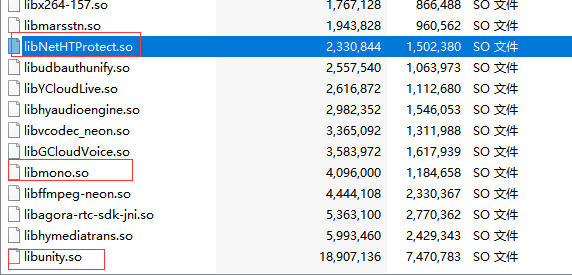 libx264-157.so 1,767,128 866,488 SO 文件
libmarsstn.so 1,943,828 960,562 SO 文件
libNetHTProtect.so 2,330,844 1,502,380 SO 文件
libudbauthunify.so 2,557,540 1,063,973 SO 文件
libYCloudLive.so 2,616,872 1,112,680 SO 文件
libhyaudioengine.so 2,982,352 1,546,053 SO 文件
libvcodec_neon.so 3,365,092 1,311,988 SO 文件
libGCloudVoice.so 3,583,972 1,617,939 SO 文件
libmono.so 4,096,000 1,184,658 SO 文件
libffmpeg-neon.so 4,444,108 2,330,367 SO 文件
libagora-rtc-sdk-jni.so 5,363,100 2,770,362 SO 文件
libhymediatrans.so 5,993,460 2,429,343 SO 文件
libunity.so 18,907,136 7,470,783 SO 文件